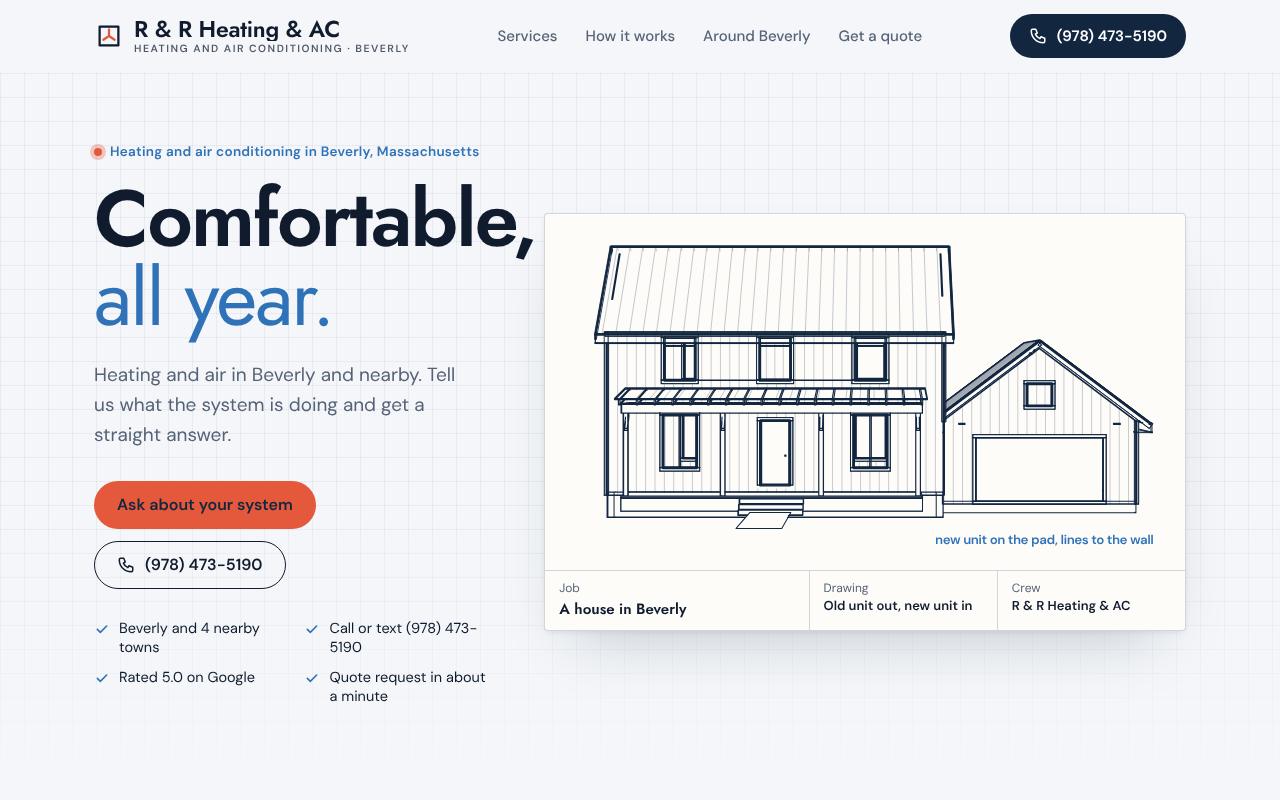 R & R Heating & AC
HEATING AND AIR CONDITIONING · BEVERLY
Services
How it works
Around Beverly
Get a quote
(978) 473-5190
Heating and air conditioning in Beverly, Massachusetts
Comfortable,
all year.
Heating and air in Beverly and nearby. Tell
us what the system is doing and get a
straight answer.
Ask about your system
(978) 473-5190
Beverly and 4 nearby
towns
Call or text (978) 473-
5190
Rated 5.0 on Google
Quote request in about
a minute
new unit on the pad, lines to the wall
Job
A house in Beverly
Drawing
Old unit out, new unit in
Crew
R & R Heating & AC